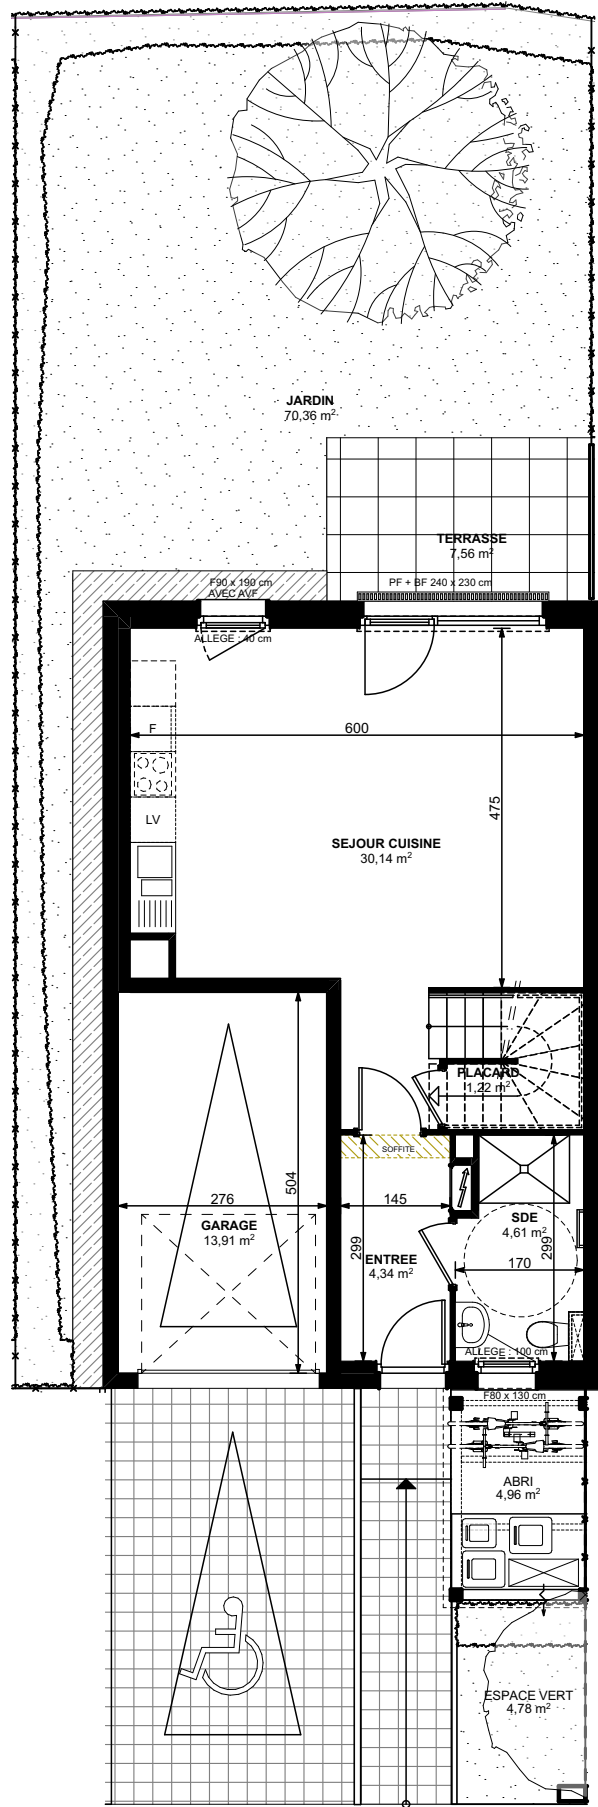 JARDIN
70,36 m²
TERRASSE
7,56 m²
F90 x 190 cm
AVEC AVF
PF + BF 240 x 230 cm
ALLEGE : 40 cm
F
600
475
LV
SEJOUR CUISINE
30,14 m²
PLACARD
1,22 m²
SOFFITE
276
504
145
GARAGE
13,91 m²
299
ENTREE
4,34 m²
SDE
4,61 m²
299
170
ALLEGE : 100 cm
F80 x 130 cm
ABRI
4,96 m²
ESPACE VERT
4,78 m²